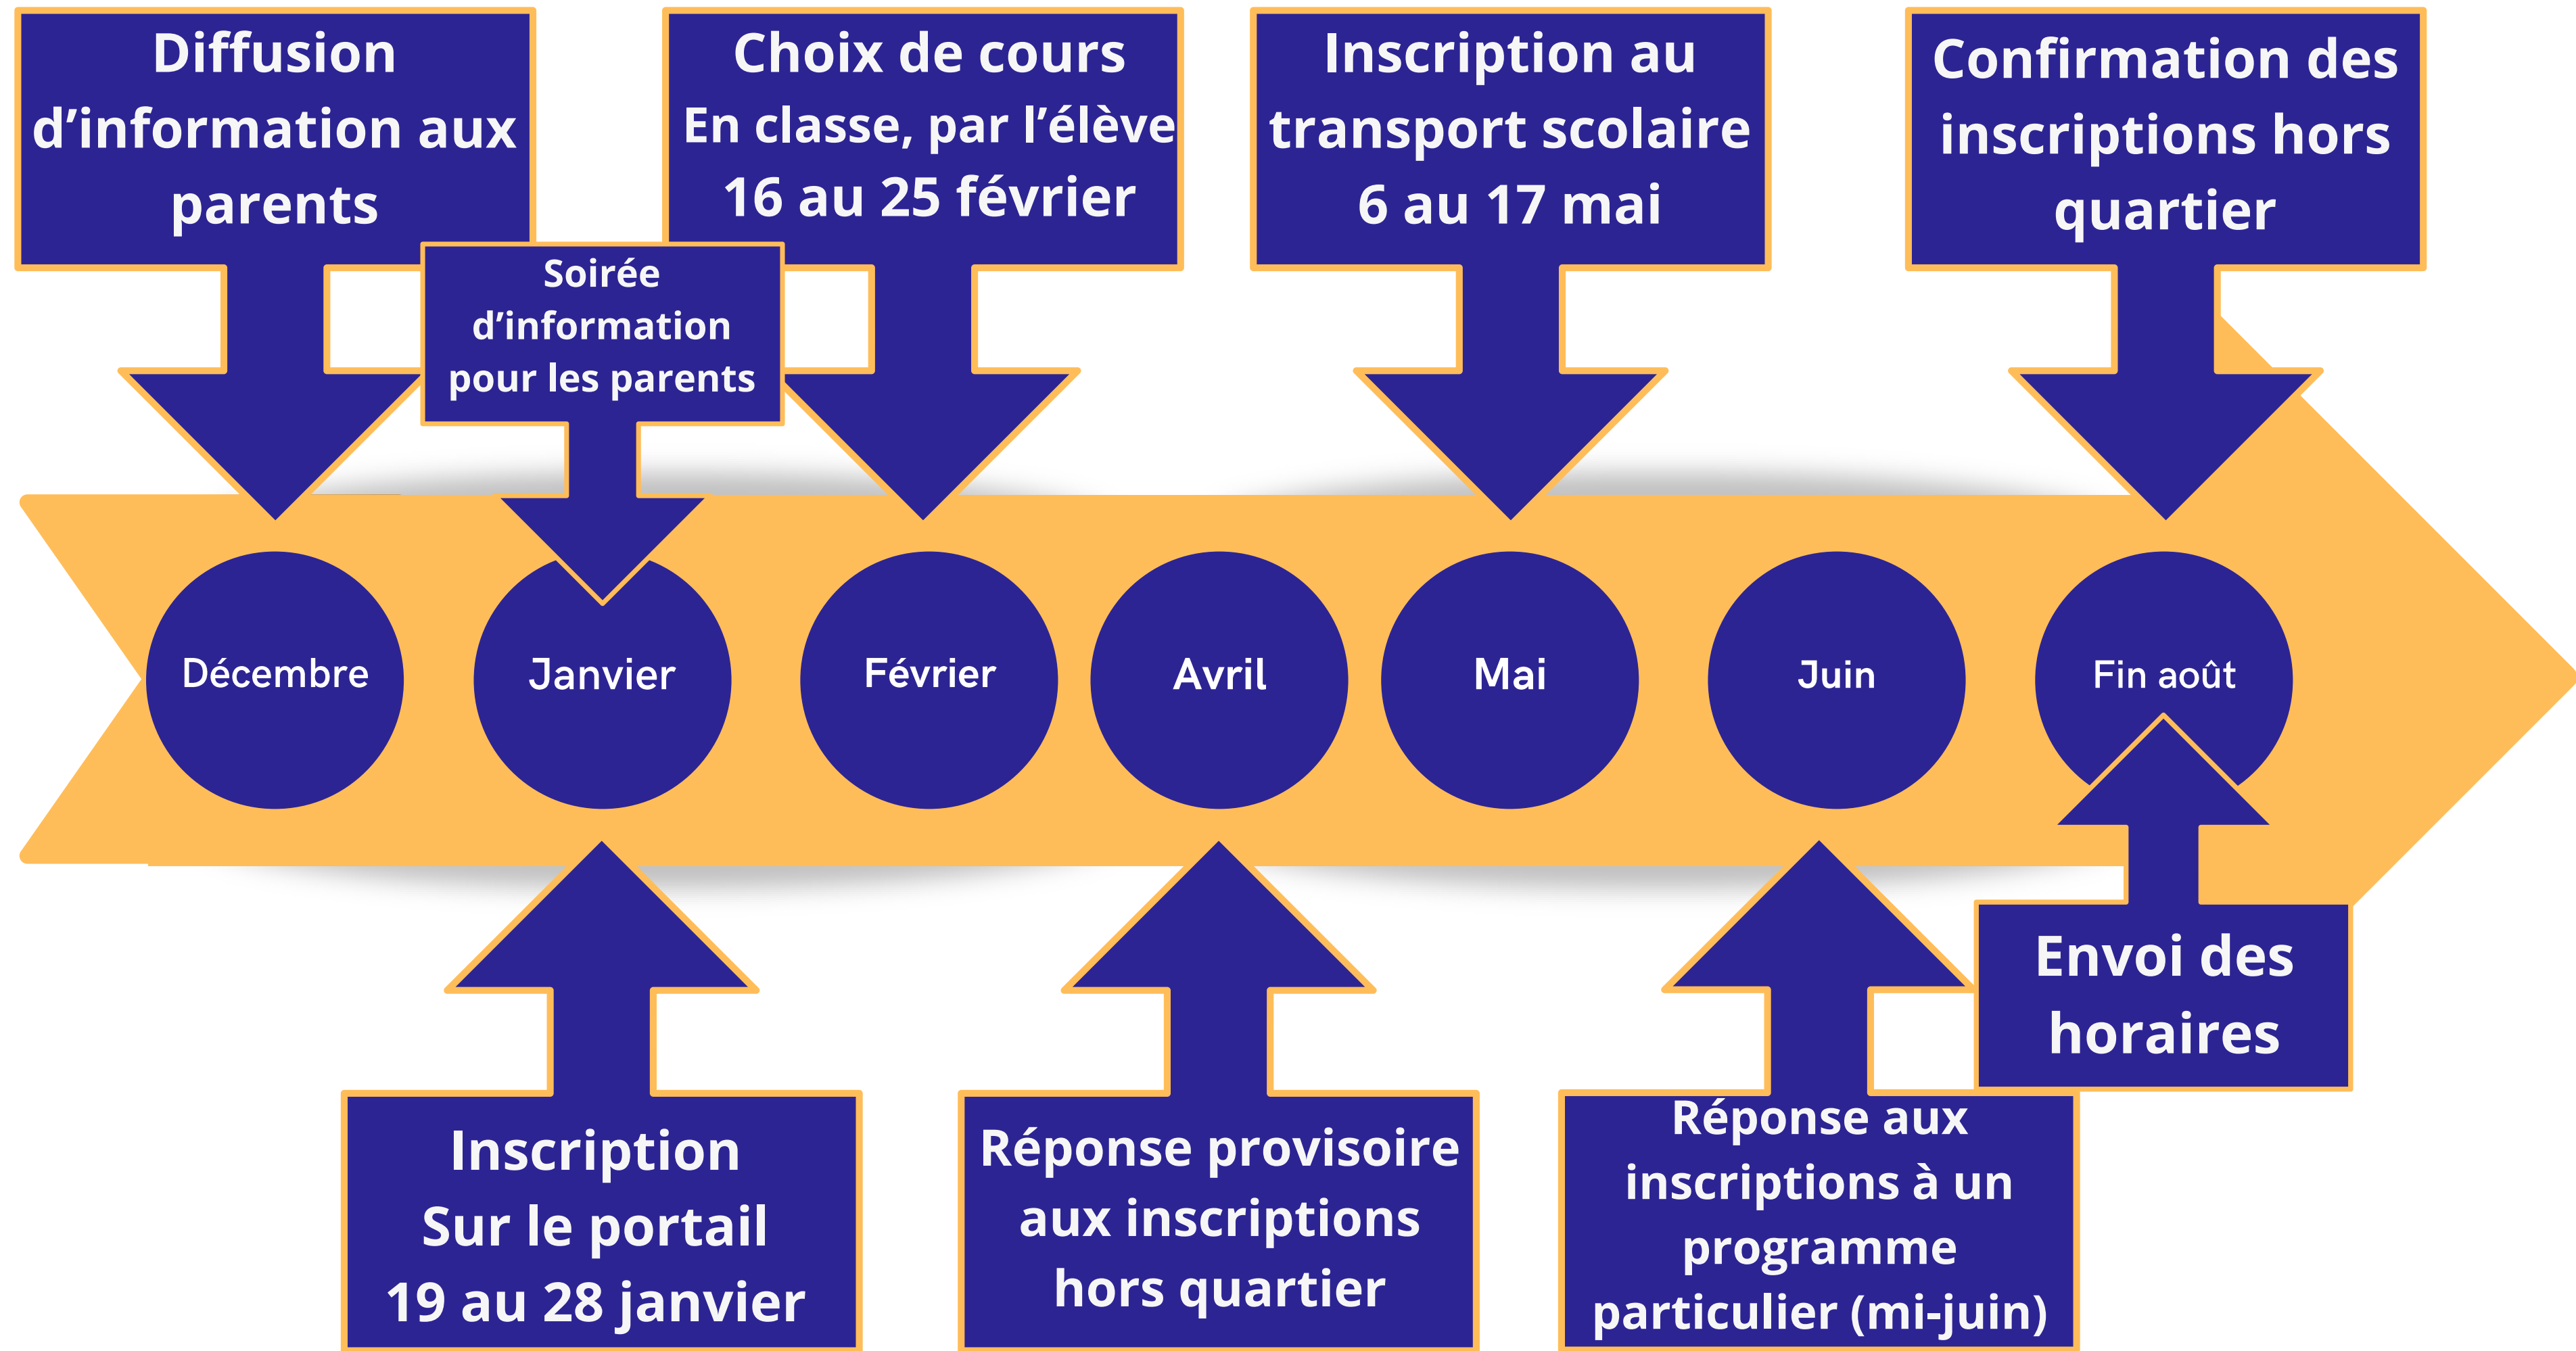 Diffusion
d’information aux
parents
Soirée
d’information
pour les parents
Choix de cours
En classe, par l’élève
16 au 25 février
Inscription au
transport scolaire
6 au 17 mai
Confirmation des
inscriptions hors
quartier
Décembre
Janvier
Février
Avril
Mai
Juin
Fin août
Inscription
Sur le portail
19 au 28 janvier
Réponse provisoire
aux inscriptions
hors quartier
Réponse aux
inscriptions à un
programme
particulier (mi-juin)
Envoi des
horaires